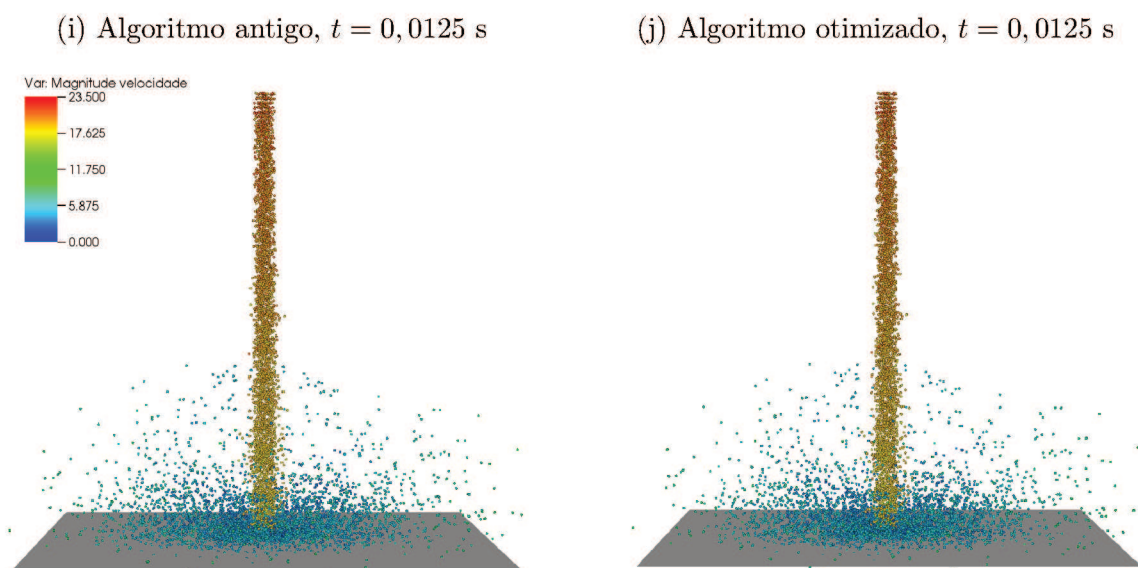 (i) Algoritmo antigo, t = 0,0125 s
(j) Algoritmo otimizado, t = 0,0125 s
Var: Magnitude velocidade
23.500
17.625
11.750
5.875
0.000